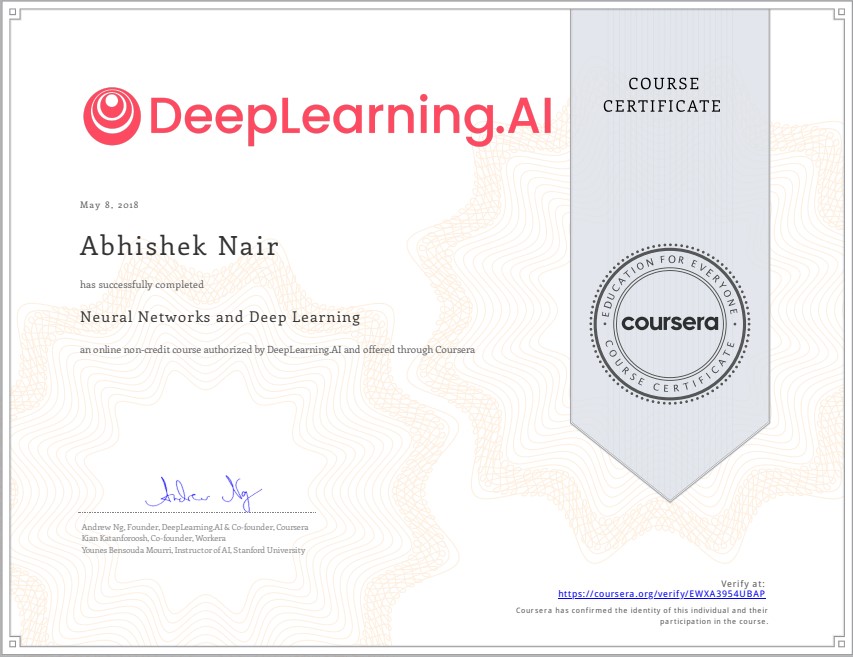 DeepLearning.AI
COURSE
CERTIFICATE
May 8, 2018
Abhishek Nair
has successfully completed
Neural Networks and Deep Learning
an online non-credit course authorized by DeepLearning.AI and offered through Coursera
EDUCATION FOR EVERYONE
coursera
COURSE CERTIFICATE
Andrew Ng
Andrew Ng, Founder, DeepLearning.AI & Co-founder, Coursera
Kian Katanforoosh, Co-founder, Workera
Younes Bensouda Mourri, Instructor of AI, Stanford University
Verify at:
https://coursera.org/verify/EWXA3954UBAP
Coursera has confirmed the identity of this individual and their
participation in the course.